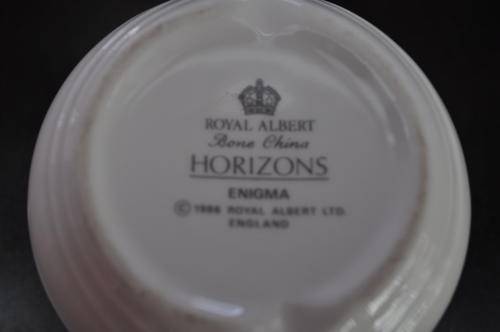 ROYAL ALBERT
Bone China
HORIZONS
ENIGMA
© 1986 ROYAL ALBERT LTD.
ENGLAND